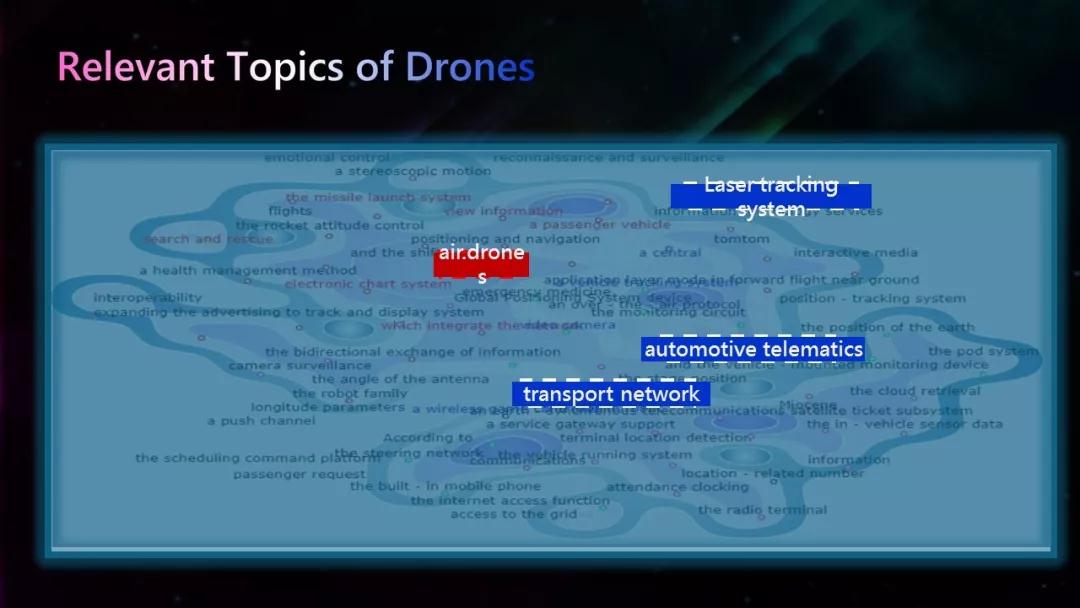 Relevant Topics of Drones
emotional control
reconnaissance and surveillance
a stereoscopic motion
Laser tracking
system
the missile launch system
flights
new information
information
services
the rocket attitude control
a passenger vehicle
search and rescue
positioning and navigation
tomtom
air.drone
s
and the
a central
interactive media
a health management method
electronic chart system
application layer mode in forward flight near ground
emergency medicine
interoperability
Global Positioning System device
position - tracking system
an over - the - air protocol
expanding the advertising to track and display system
the monitoring circuit
which integrate the
video camera
the position of the earth
automotive telematics
the bidirectional exchange of information
the pod system
camera surveillance
and the vehicle - mounted monitoring device
the angle of the antenna
position
transport network
the robot family
the cloud retrieval
longitude parameters
a wireless
Miocene
telecommunications satellite ticket subsystem
a push channel
a service gateway support
the in - vehicle sensor data
According to
terminal location detection
the steering network
the vehicle running system
the scheduling command platform
communications
information
passenger request
location - related number
the built - in mobile phone
attendance clocking
the internet access function
the radio terminal
access to the grid